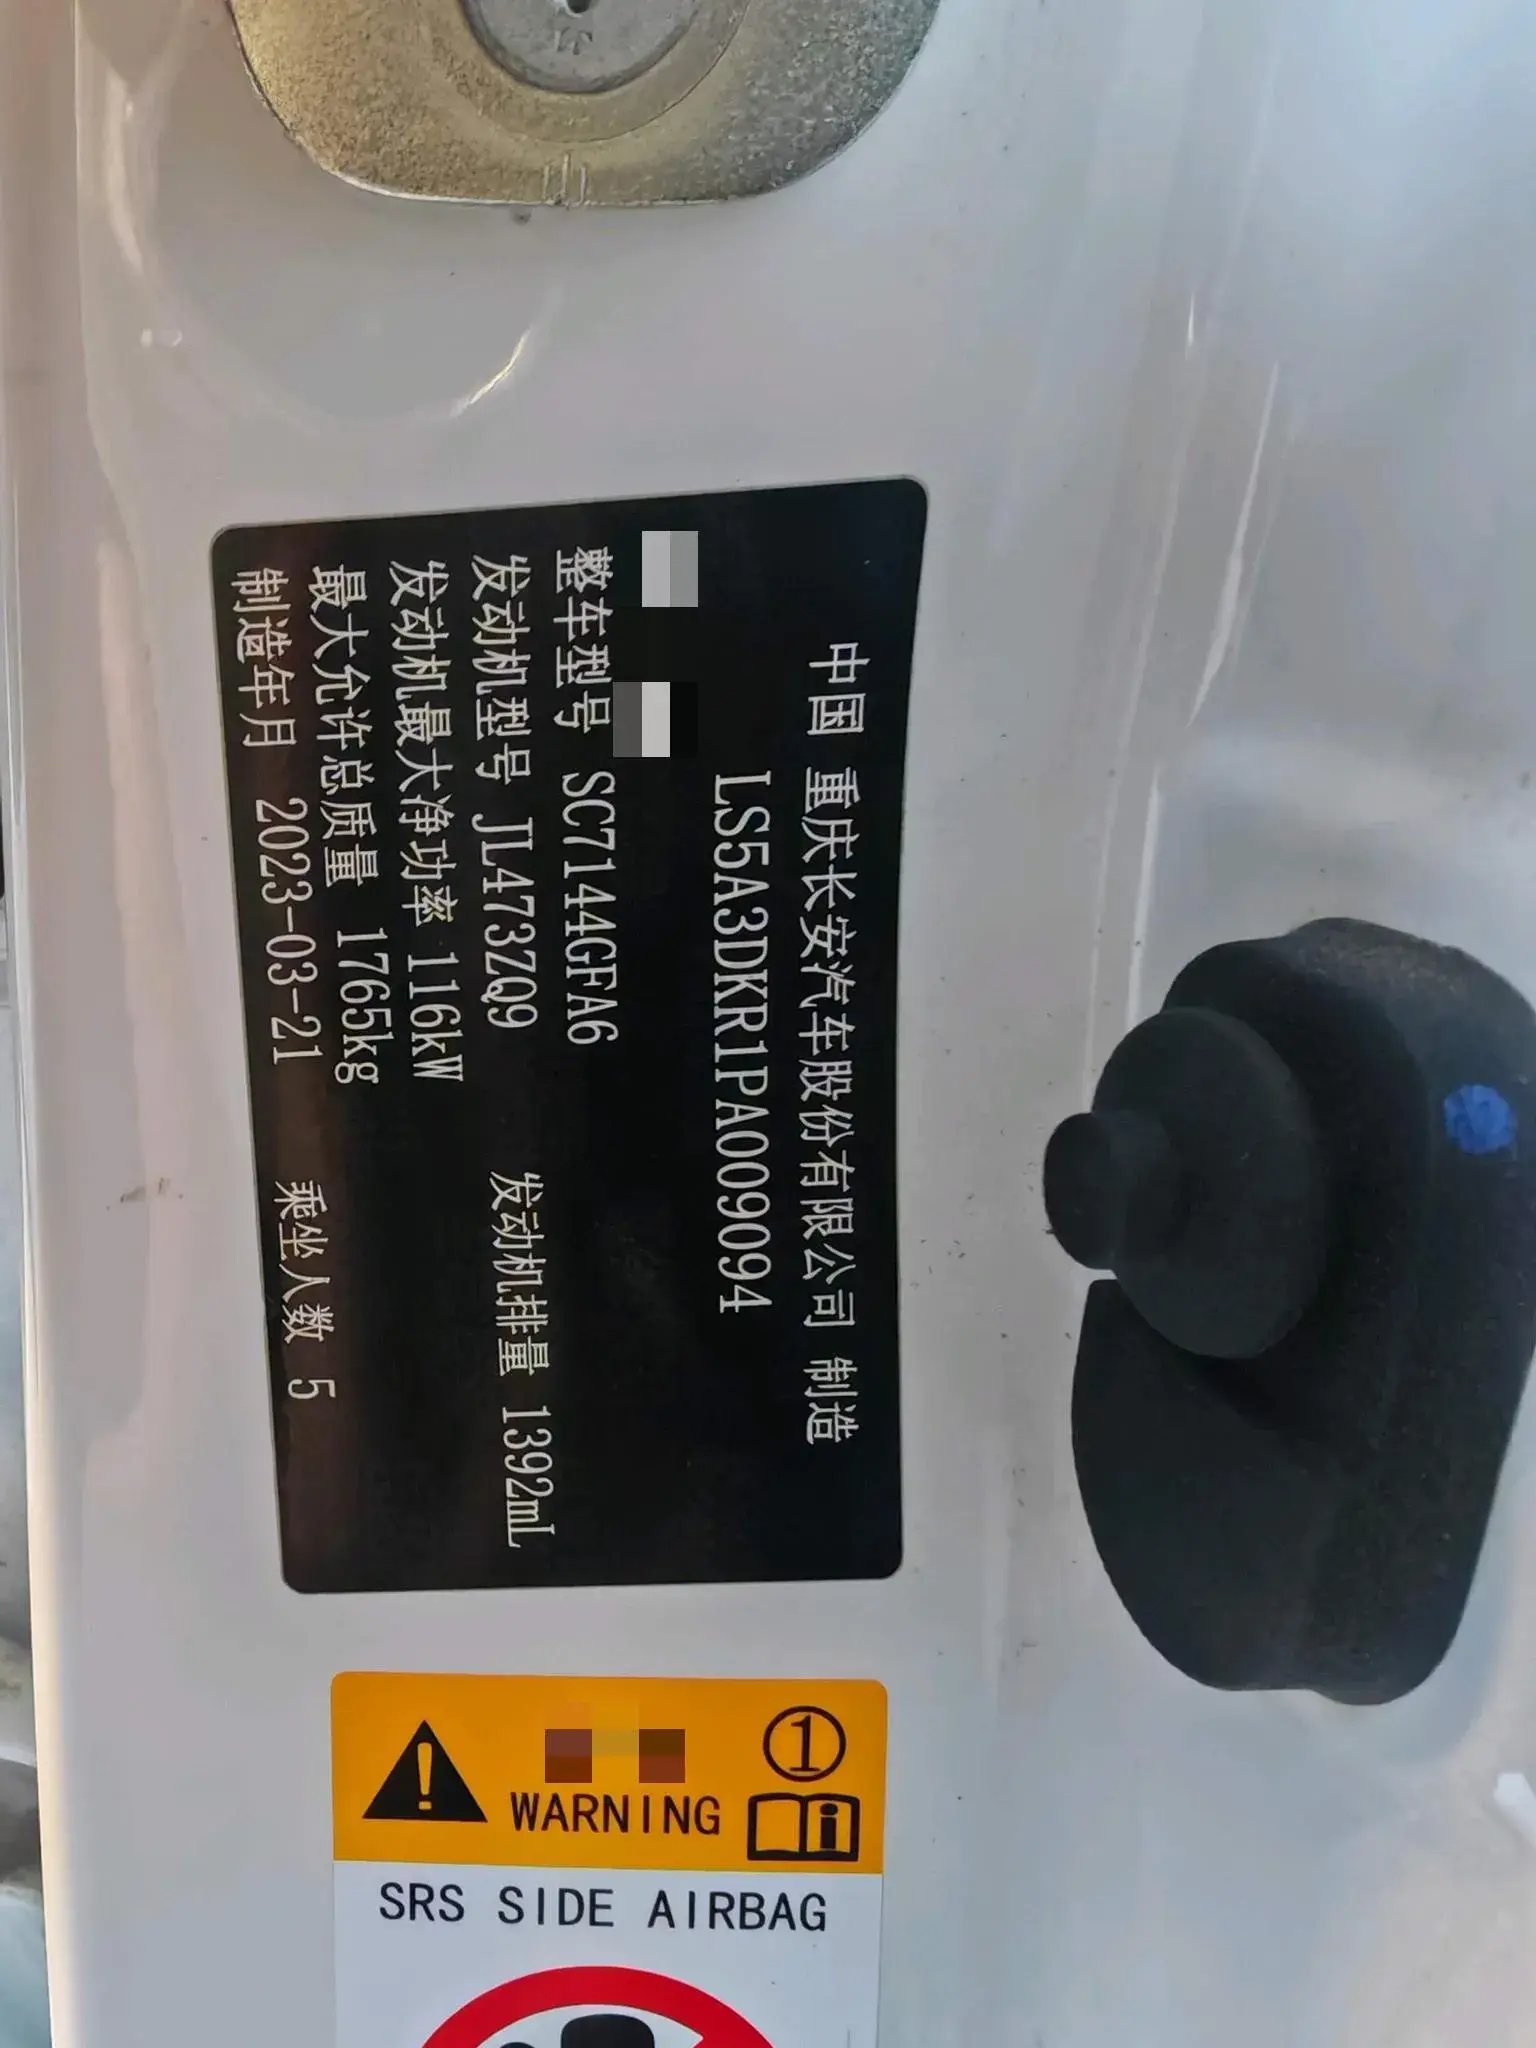 中国 重庆长安汽车股份有限公司 制造
LS5A3DKR1PA009094
整车型号 SC7144GFA6
发动机型号 JL473ZQ9 发动机排量 1392mL
发动机最大净功率 116kW
最大允许总质量 1765kg
制造年月 2023-03-21 乘坐人数 5
①
WARNING
SRS SIDE AIRBAG